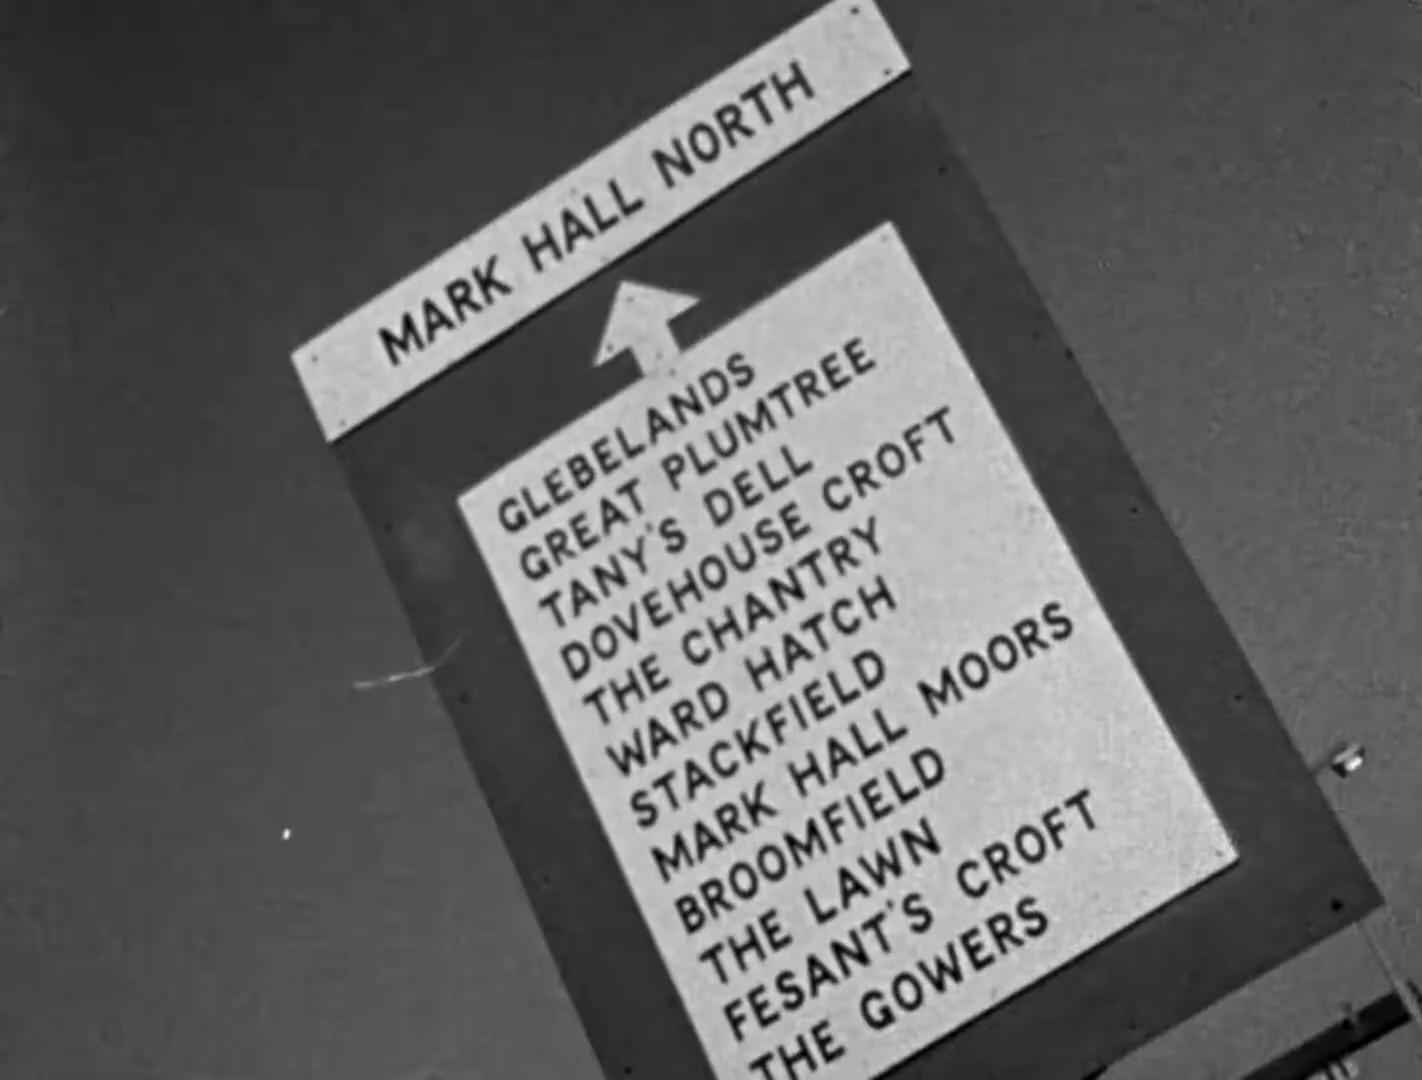 MARK HALL NORTH
GLEBELANDS
GREAT PLUMTREE
TANY'S DELL
DOVEHOUSE CROFT
THE CHANTRY
WARD HATCH
STACKFIELD
MARK HALL MOORS
BROOMFIELD
THE LAWN
FESANT'S CROFT
THE GOWERS